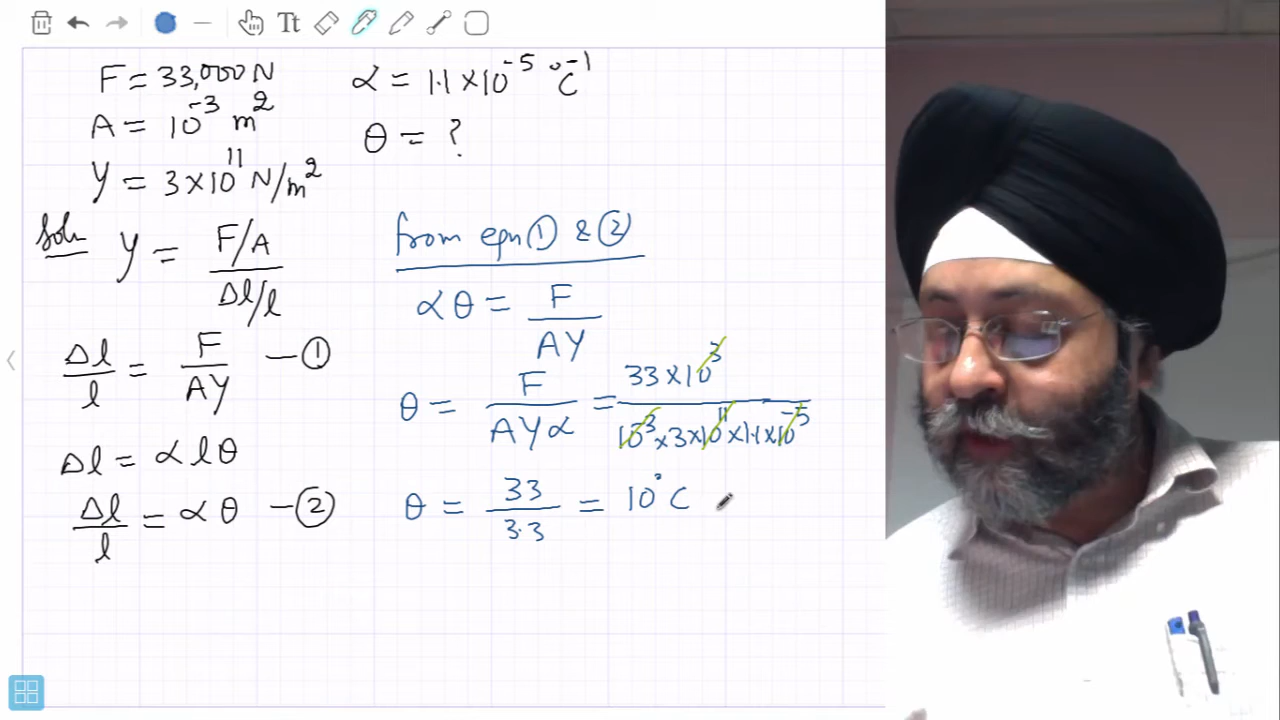 Tt
F = 33,000 N
A = 10⁻³ m²
Y = 3×10¹¹ N/m²
α = 1.1 × 10⁻⁵ °C⁻¹
θ = ?
Soln Y = F/A / Δl/l
Δl/l = F/AY —①
Δl = α l θ
Δl/l = α θ —②
from eqn ① & ②
α θ = F/AY
θ = F/AYα = 33×10³/10⁻³×3×10¹¹×1.1×10⁻⁵
θ = 33/3.3 = 10°C